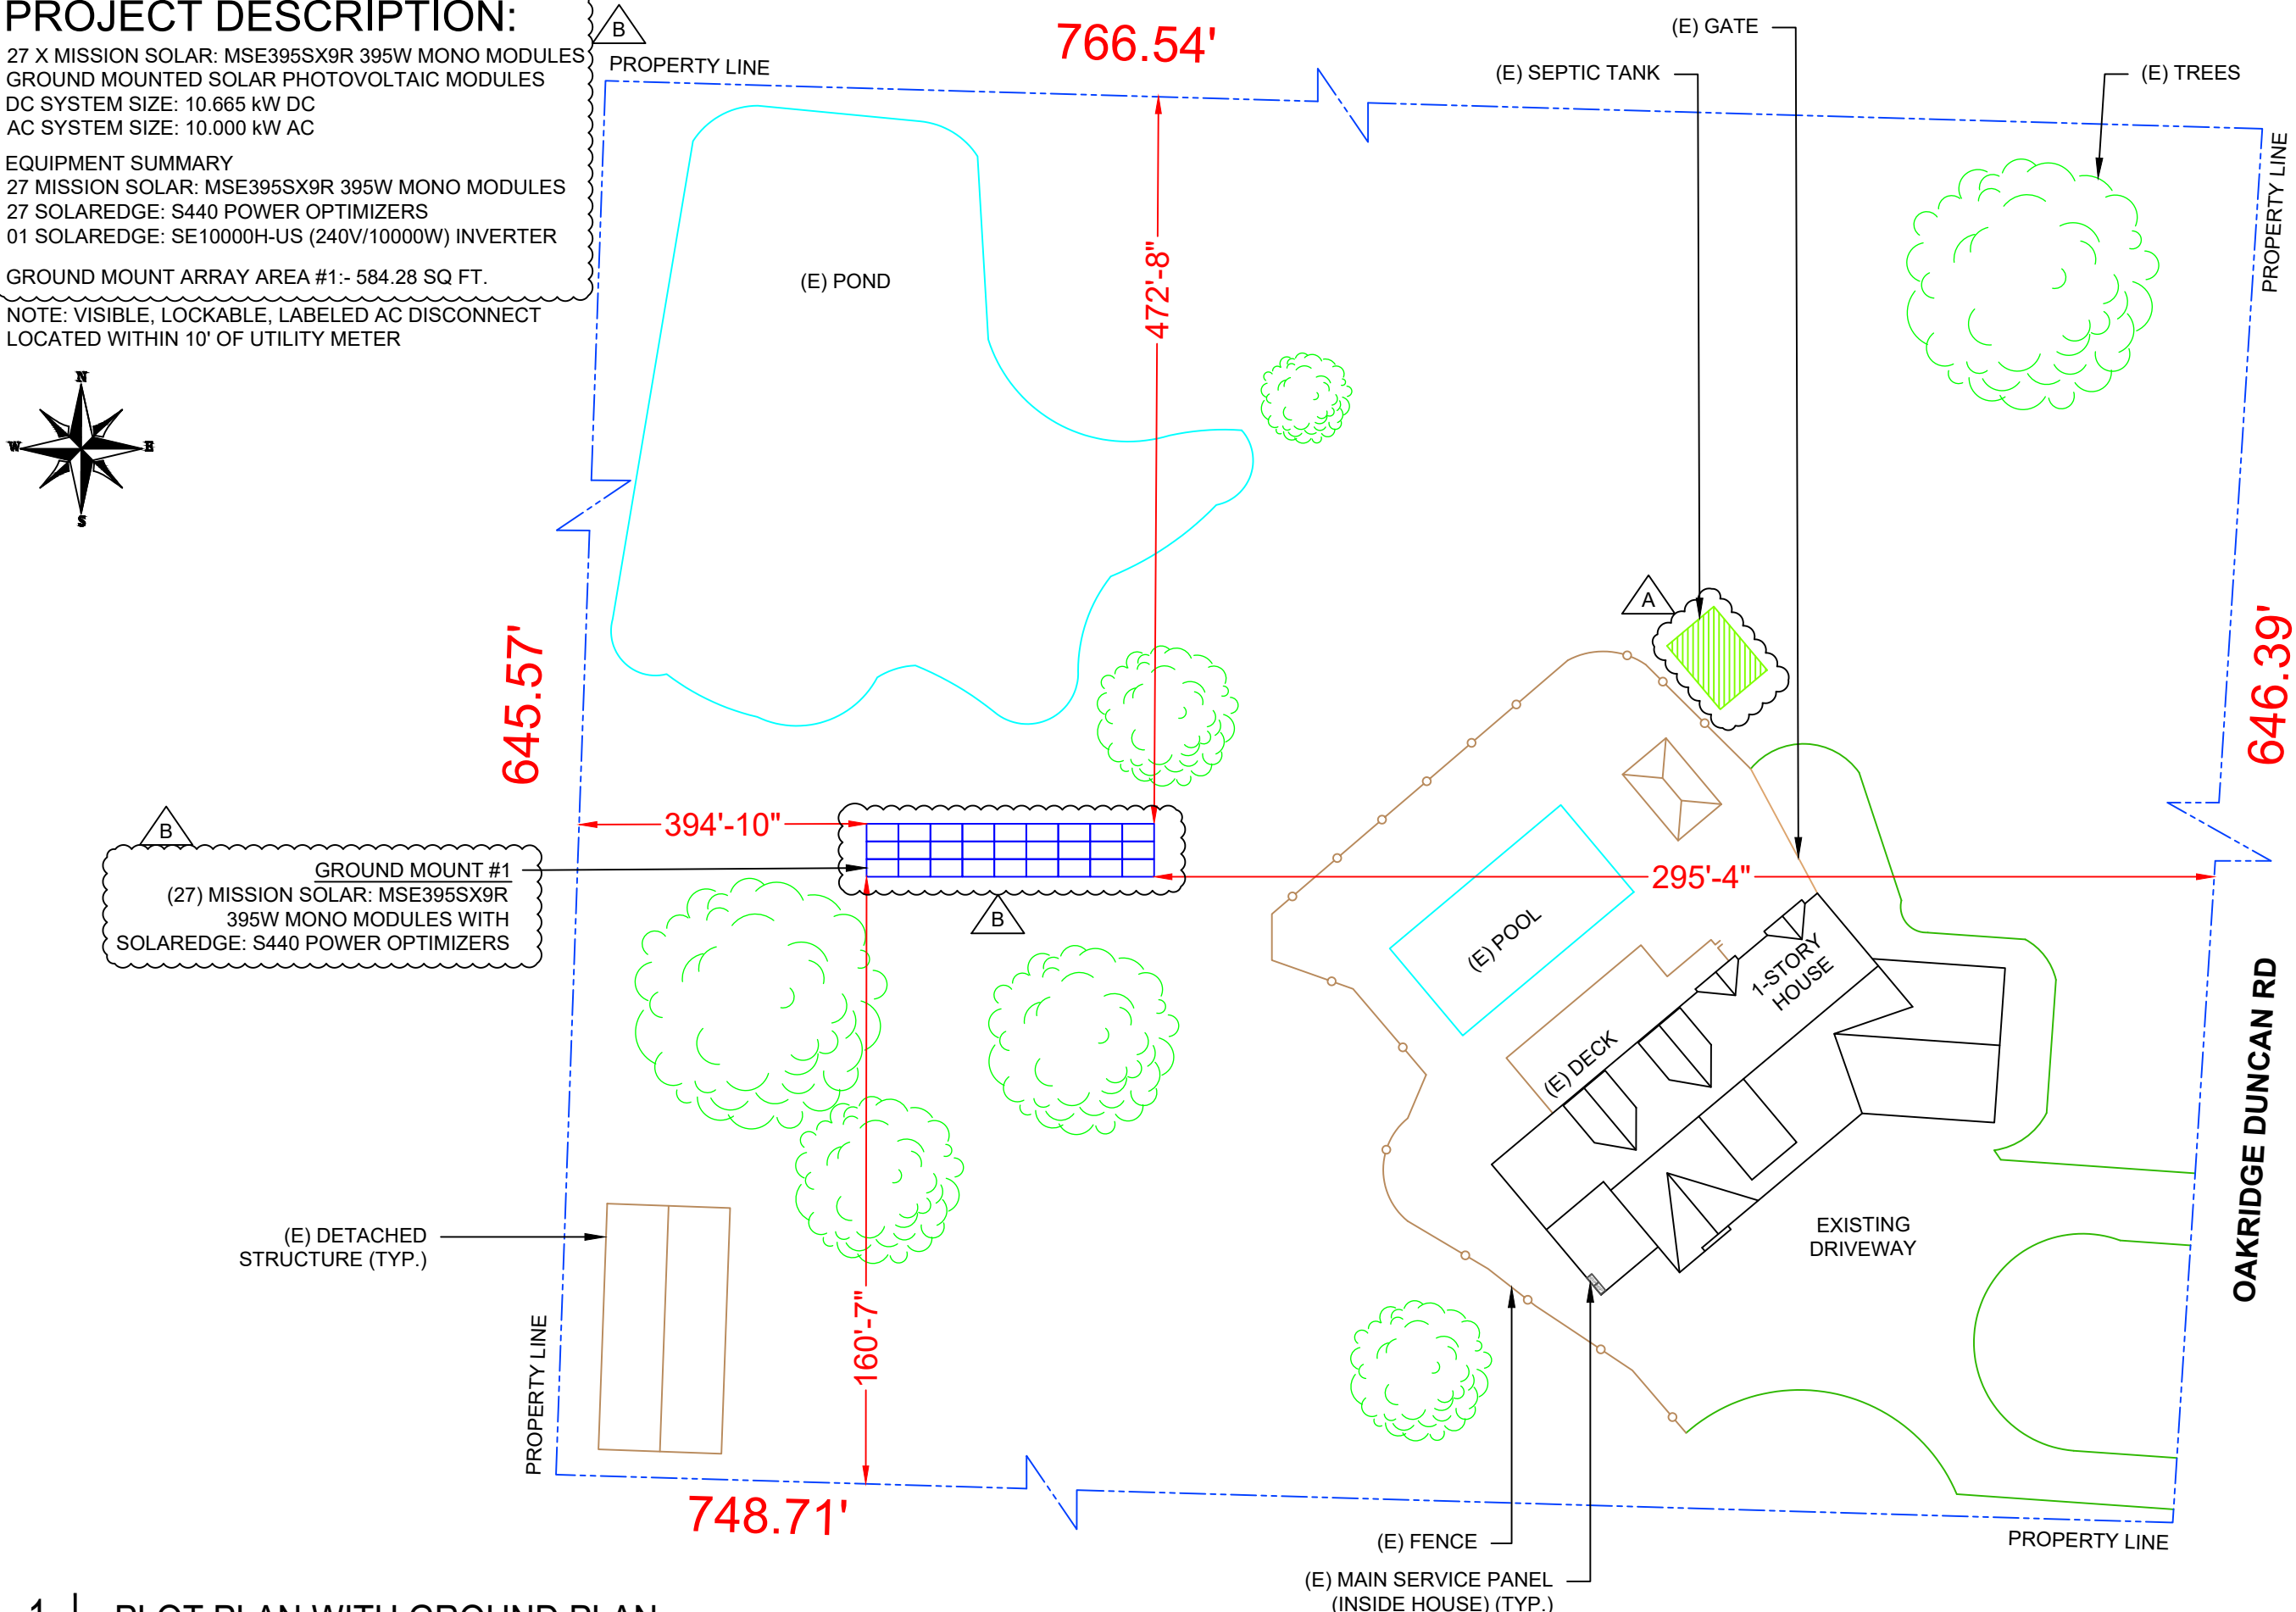 PROJECT DESCRIPTION:
27 X MISSION SOLAR: MSE395SX9R 395W MONO MODULES
GROUND MOUNTED SOLAR PHOTOVOLTAIC MODULES
DC SYSTEM SIZE: 10.665 kW DC
AC SYSTEM SIZE: 10.000 kW AC
EQUIPMENT SUMMARY
27 MISSION SOLAR: MSE395SX9R 395W MONO MODULES
27 SOLAREDGE: S440 POWER OPTIMIZERS
01 SOLAREDGE: SE10000H-US (240V/10000W) INVERTER
GROUND MOUNT ARRAY AREA #1:- 584.28 SQ FT.
NOTE: VISIBLE, LOCKABLE, LABELED AC DISCONNECT
LOCATED WITHIN 10' OF UTILITY METER
B
PROPERTY LINE
766.54'
(E) GATE
(E) SEPTIC TANK
(E) TREES
PROPERTY LINE
N
W
E
S
(E) POND
472'-8"
A
645.57'
646.39'
394'-10"
B
GROUND MOUNT #1
(27) MISSION SOLAR: MSE395SX9R
395W MONO MODULES WITH
SOLAREDGE: S440 POWER OPTIMIZERS
B
295'-4"
(E) POOL
1-STORY
HOUSE
(E) DECK
OAKRIDGE DUNCAN RD
EXISTING
DRIVEWAY
(E) DETACHED
STRUCTURE (TYP.)
160'-7"
PROPERTY LINE
748.71'
(E) FENCE
PROPERTY LINE
(E) MAIN SERVICE PANEL
(INSIDE HOUSE) (TYP.)
1
PLOT PLAN WITH GROUND PLAN